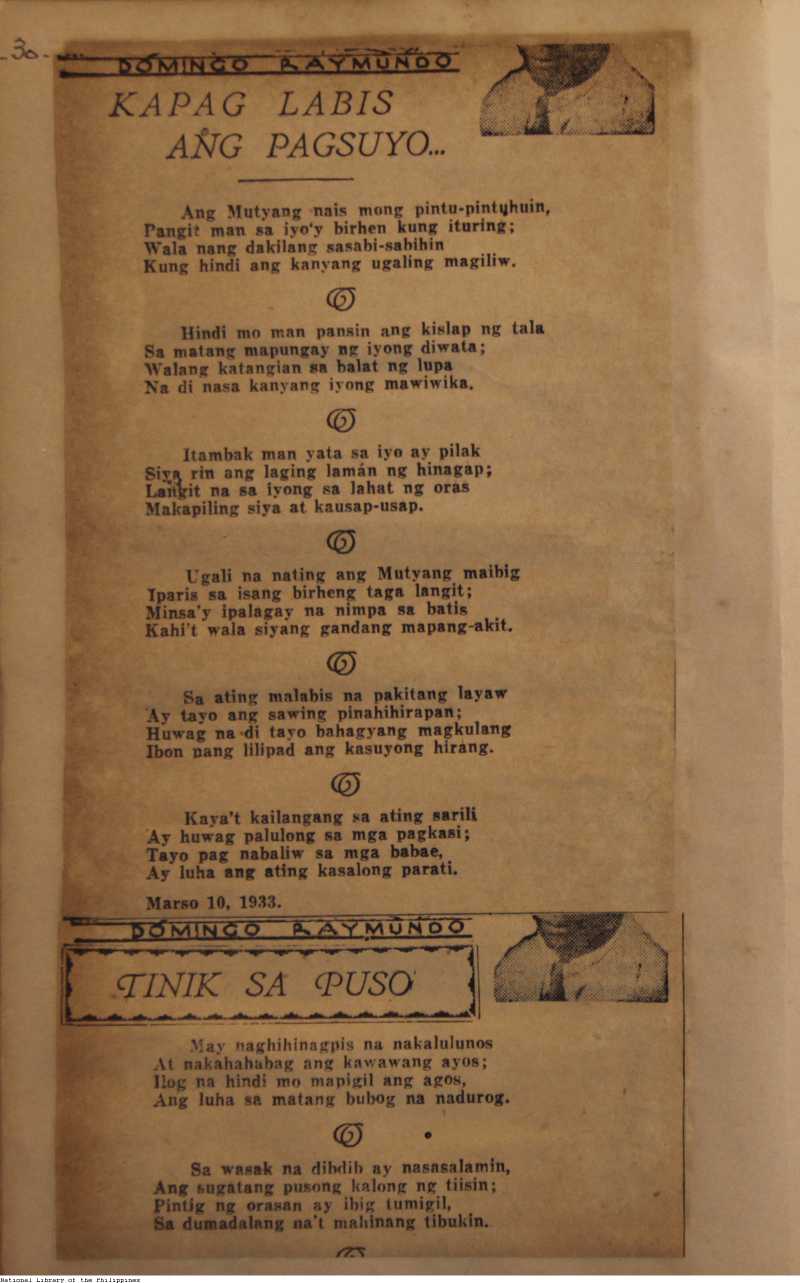 30
DOMINGO RAYMUNDO
KAPAG LABIS
AÑG PAGSUYO...
Ang Mutyang nais mong pintu-pintuhuin,
Pangit man sa iyo'y birhen kung ituring;
Wala nang dakilang sasabi-sabihin
Kung hindi ang kanyang ugaling magiliw.
Hindi mo man pansin ang kislap ng tala
Sa matang mapungay ng iyong diwata;
Walang katangian sa balat ng lupa
Na di nasa kanyang iyong mawiwika.
Itambak man yata sa iyo ay pilak
Siya rin ang laging lamán ng hinagap;
Langit na sa iyong sa lahat ng oras
Makapiling siya at kausap-usap.
Ugali na nating ang Mutyang maibig
Iparis sa isang birheng taga langit;
Minsa'y ipalagay na nimpa sa batis
Kahi't wala siyang gandang mapang-akit.
Sa ating malabis na pakitang layaw
Ay tayo ang sawing pinahihirapan;
Huwag na di tayo bahagyang magkulang
Ibon nang lilipad ang kasuyong hirang.
Kaya't kailangang sa ating sarili
Ay huwag palulong sa mga pagkasi;
Tayo pag nabaliw sa mga babae,
Ay luha ang ating kasalong parati.
Marso 10, 1933.
DOMINGO RAYMUNDO
TINIK SA PUSO
May naghihinagpis na nakalulunos
At nakahahabag ang kawawang ayos;
Ilog na hindi mo mapigil ang agos,
Ang luha sa matang bubog na nadurog.
Sa wasak na dibdib ay nasasalamin,
Ang sugatang pusong kalong ng tiisin;
Pintig ng orasan ay ibig tumigil,
Sa dumadalang na't mahinang tibukin.
National Library of the Philippines